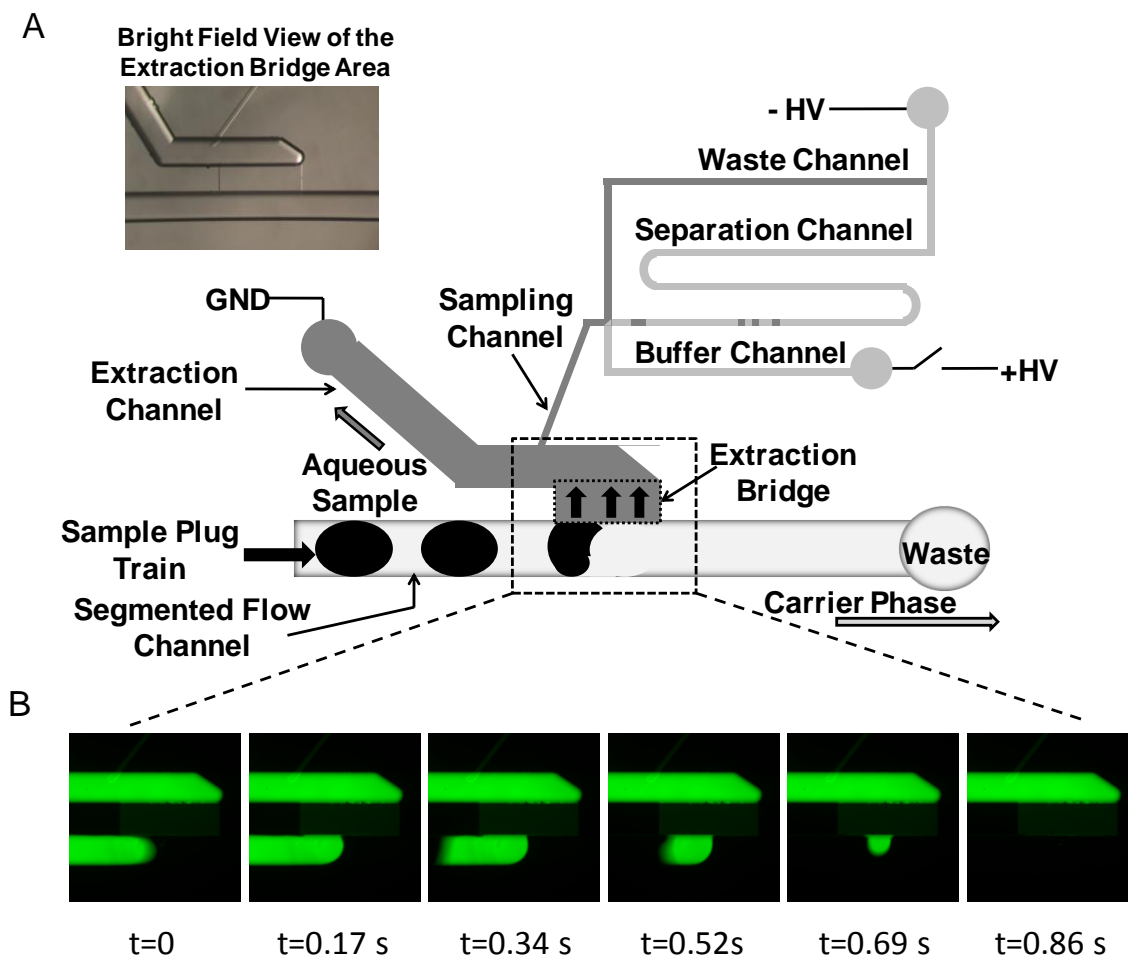 A
Bright Field View of the
Extraction Bridge Area
- HV
Waste Channel
Separation Channel
GND
Sampling
Channel
Buffer Channel
+HV
Extraction
Channel
Aqueous
Sample
Extraction
Bridge
Sample Plug
Train
Waste
Segmented Flow
Channel
Carrier Phase
B
t=0
t=0.17 s
t=0.34 s
t=0.52s
t=0.69 s
t=0.86 s